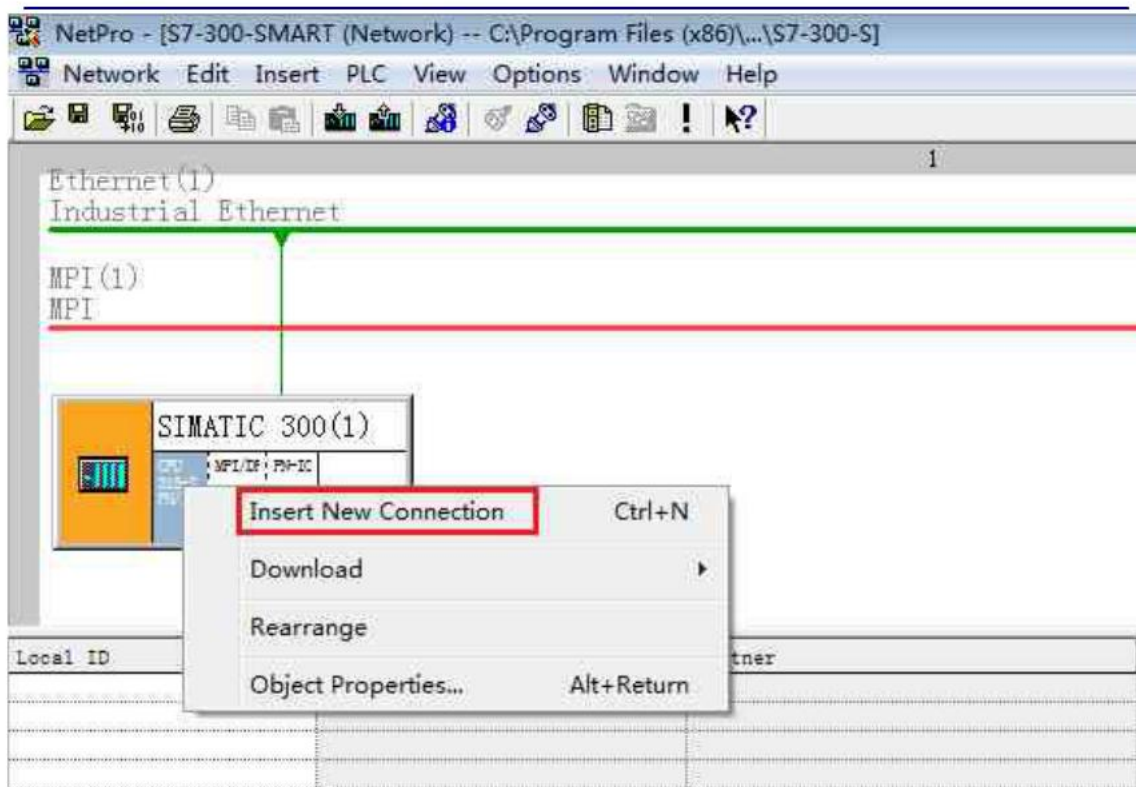 NetPro - [S7-300-SMART (Network) -- C:\Program Files (x86)\...\S7-300-S]
Network Edit Insert PLC View Options Window Help
1
Ethernet(1)
Industrial Ethernet
MPI(1)
MPI
SIMATIC 300(1)
CPU MPI/DP PN-IO
Insert New Connection Ctrl+N
Download
Rearrange
Local ID tner
Object Properties... Alt+Return